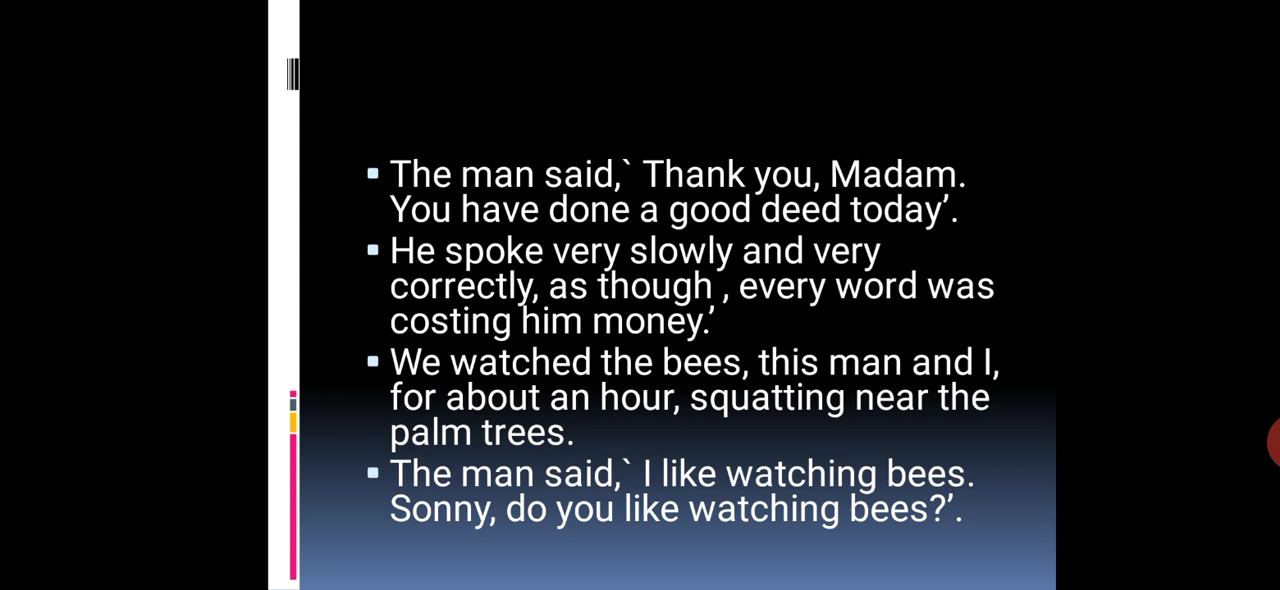 ▪ The man said,` Thank you, Madam.
You have done a good deed today’.
▪ He spoke very slowly and very
correctly, as though , every word was
costing him money.’
▪ We watched the bees, this man and I,
for about an hour, squatting near the
palm trees.
▪ The man said,` I like watching bees.
Sonny, do you like watching bees?’.